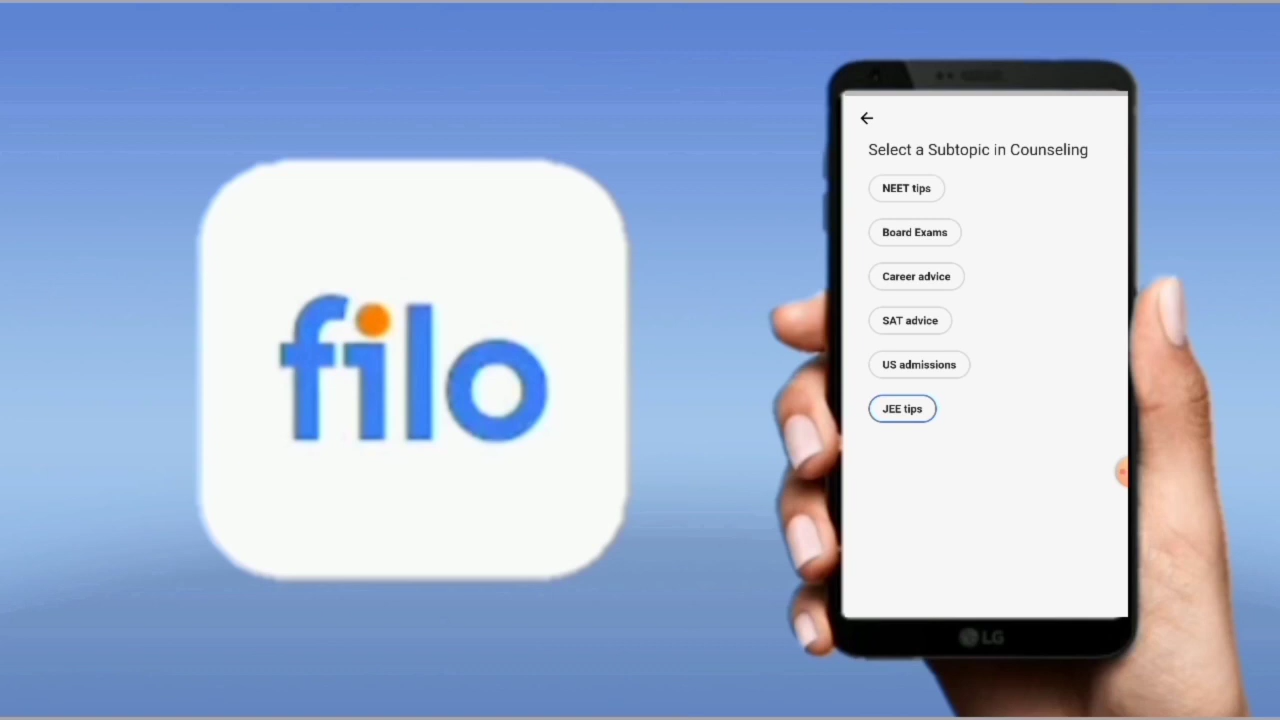 filo
Select a Subtopic in Counseling
NEET tips
Board Exams
Career advice
SAT advice
US admissions
JEE tips
LG